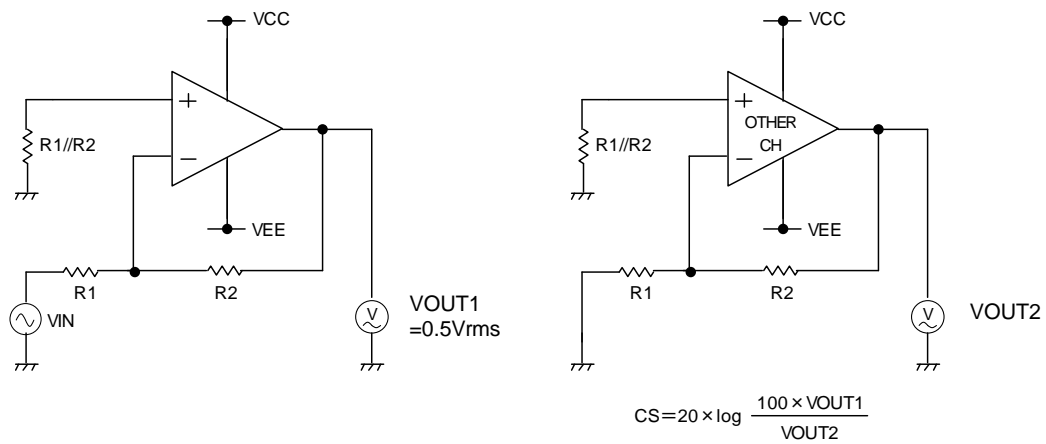 VCC
+
R1//R2
−
VEE
R1
R2
VIN
V
VOUT1
=0.5Vrms
VCC
+
OTHER
CH
R1//R2
−
VEE
R1
R2
V
VOUT2
CS=20×log 100×VOUT1
VOUT2